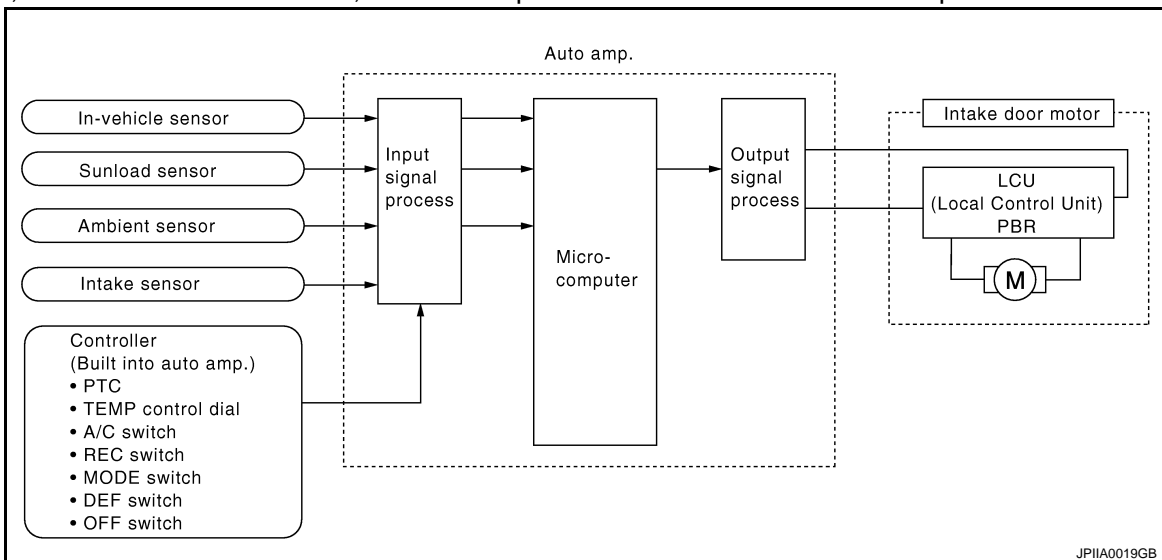 Auto amp.
In-vehicle sensor
Sunload sensor
Ambient sensor
Intake sensor
Controller
(Built into auto amp.)
• PTC
• TEMP control dial
• A/C switch
• REC switch
• MODE switch
• DEF switch
• OFF switch
Input
signal
process
Micro-
computer
Output
signal
process
Intake door motor
LCU
(Local Control Unit)
PBR
M
JPIIA0019GB